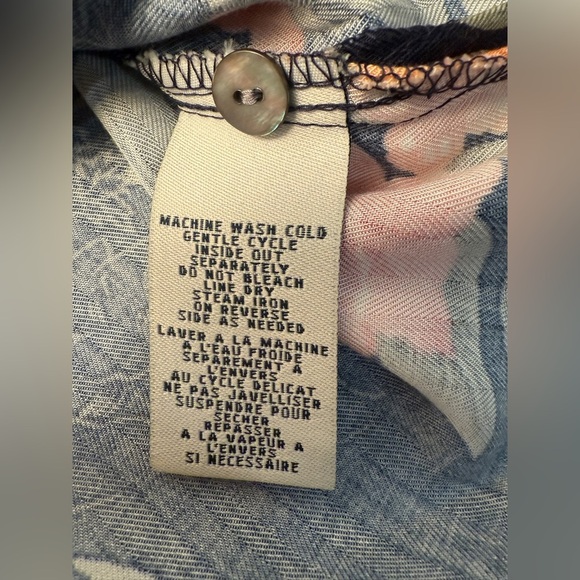 MACHINE WASH COLD
GENTLE CYCLE
INSIDE OUT
SEPARATELY
DO NOT BLEACH
LINE DRY
STEAM IRON
ON REVERSE
SIDE AS NEEDED
LAVER A LA MACHINE
A L'EAU FROIDE
SEPAREMENT A
L'ENVERS
AU CYCLE DELICAT
NE PAS JAVELLISER
SUSPENDRE POUR
SECHER
REPASSER
A LA VAPEUR A
L'ENVERS
SI NECESSAIRE